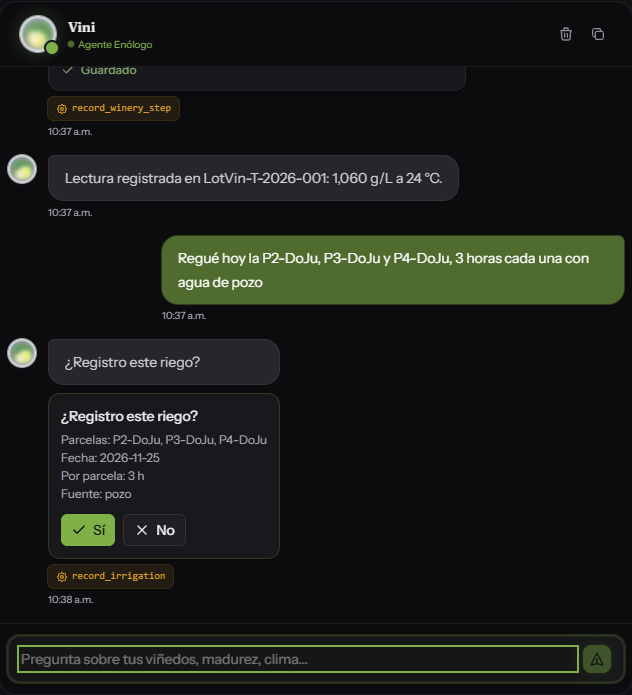 Vini
Agente Enólogo
Guardado
record_winery_step
10:37 a.m.
Lectura registrada en LotVin-T-2026-001: 1,060 g/L a 24 °C.
10:37 a.m.
Regué hoy la P2-DoJu, P3-DoJu y P4-DoJu, 3 horas cada una con
agua de pozo
10:37 a.m.
¿Registro este riego?
¿Registro este riego?
Parcelas: P2-DoJu, P3-DoJu, P4-DoJu
Fecha: 2026-11-25
Por parcela: 3 h
Fuente: pozo
Sí
No
record_irrigation
10:38 a.m.
Pregunta sobre tus viñedos, madurez, clima...